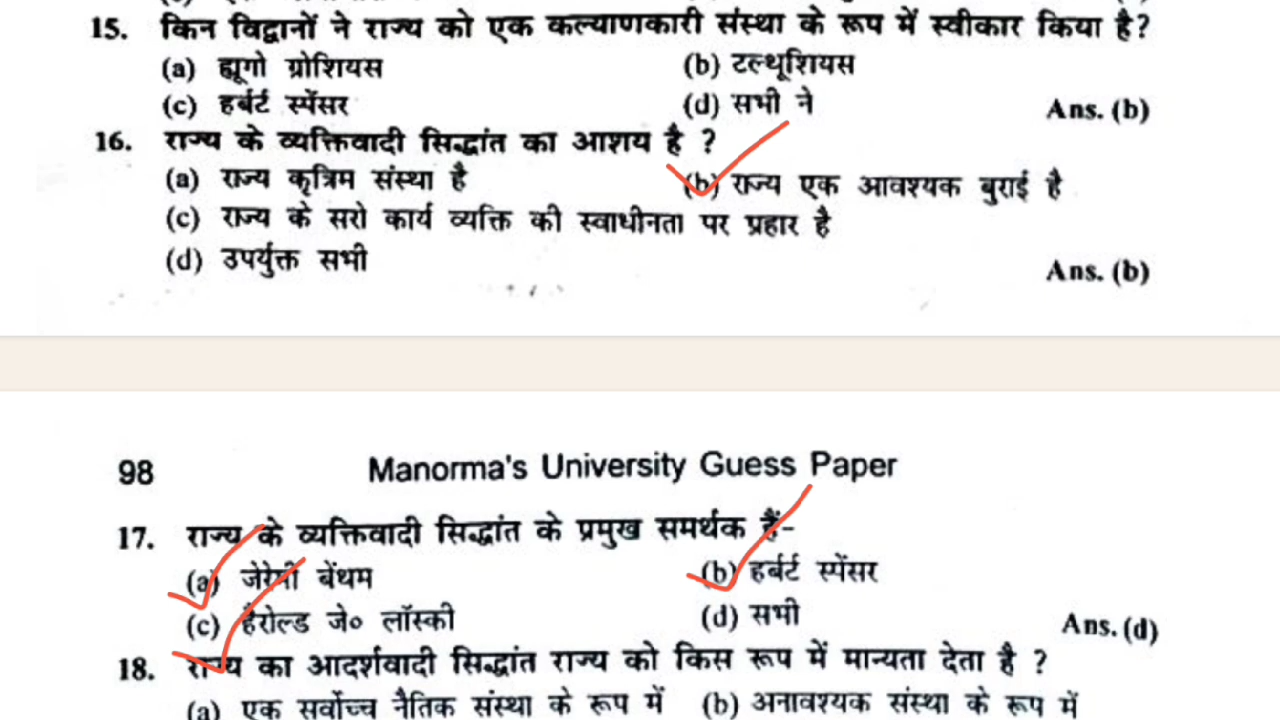 15. किन विद्वानों ने राज्य को एक कल्याणकारी संस्था के रूप में स्वीकार किया है?
(a) ह्यूगो ग्रोशियस (b) टल्थूशियस
(c) हर्बर्ट स्पेंसर (d) सभी ने Ans. (b)
16. राज्य के व्यक्तिवादी सिद्धांत का आशय है ?
(a) राज्य कृत्रिम संस्था है (b) राज्य एक आवश्यक बुराई है
(c) राज्य के सरो कार्य व्यक्ति की स्वाधीनता पर प्रहार है
(d) उपर्युक्त सभी Ans. (b)
98 Manorma's University Guess Paper
17. राज्य के व्यक्तिवादी सिद्धांत के प्रमुख समर्थक हैं-
(a) जेरेमी बेंथम (b) हर्बर्ट स्पेंसर
(c) हैरोल्ड जे० लॉस्की (d) सभी Ans. (d)
18. राज्य का आदर्शवादी सिद्धांत राज्य को किस रूप में मान्यता देता है ?
(a) एक सर्वोच्च नैतिक संस्था के रूप में (b) अनावश्यक संस्था के रूप में